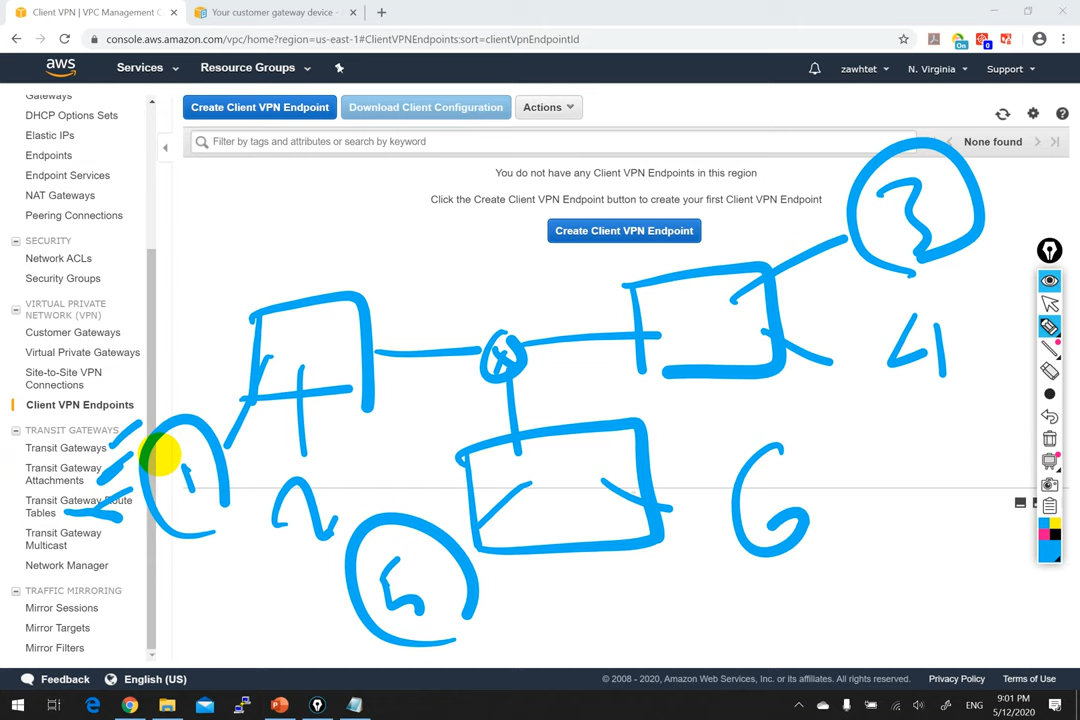 Client VPN | VPC Management C
Your customer gateway device -
console.aws.amazon.com/vpc/home?region=us-east-1#ClientVPNEndpoints:sort=clientVpnEndpointId
On
0
aws
Services
Resource Groups
zawhtet
N. Virginia
Support
Gateways
DHCP Options Sets
Elastic IPs
Endpoints
Endpoint Services
NAT Gateways
Peering Connections
SECURITY
Network ACLs
Security Groups
VIRTUAL PRIVATE
NETWORK (VPN)
Customer Gateways
Virtual Private Gateways
Site-to-Site VPN
Connections
Client VPN Endpoints
TRANSIT GATEWAYS
Transit Gateways
Transit Gateway
Attachments
Transit Gateway Route
Tables
Transit Gateway
Multicast
Network Manager
TRAFFIC MIRRORING
Mirror Sessions
Mirror Targets
Mirror Filters
Create Client VPN Endpoint
Download Client Configuration
Actions
Filter by tags and attributes or search by keyword
None found
You do not have any Client VPN Endpoints in this region
Click the Create Client VPN Endpoint button to create your first Client VPN Endpoint
Create Client VPN Endpoint
3
4
1
2
5
6
Feedback
English (US)
© 2008 - 2020, Amazon Web Services, Inc. or its affiliates. All rights reserved.
Privacy Policy
Terms of Use
ENG
9:01 PM
5/12/2020